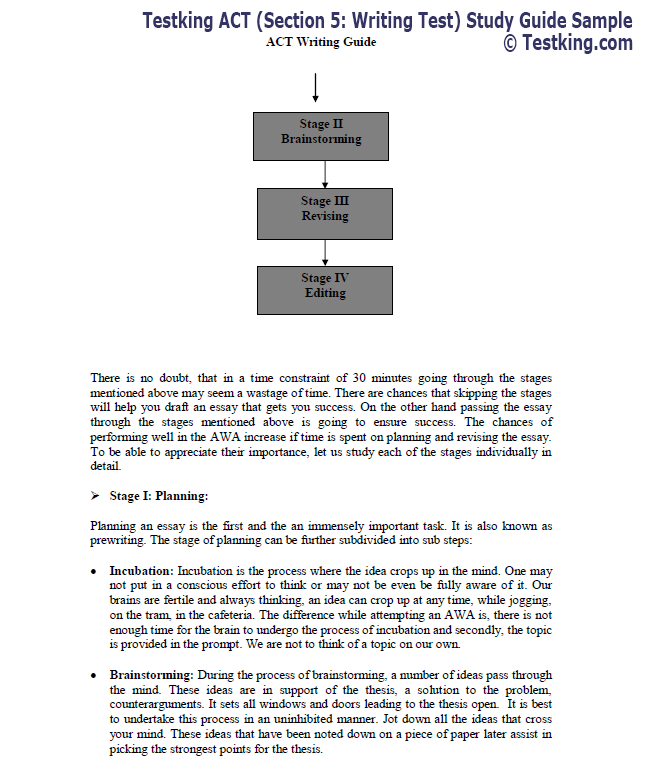 Testking ACT (Section 5: Writing Test) Study Guide Sample
© Testking.com
ACT Writing Guide
Stage II
Brainstorming
Stage III
Revising
Stage IV
Editing
There is no doubt, that in a time constraint of 30 minutes going through the stages
mentioned above may seem a wastage of time. There are chances that skipping the stages
will help you draft an essay that gets you success. On the other hand passing the essay
through the stages mentioned above is going to ensure success. The chances of
performing well in the AWA increase if time is spent on planning and revising the essay.
To be able to appreciate their importance, let us study each of the stages individually in
detail.
➢ Stage I: Planning:
Planning an essay is the first and the an immensely important task. It is also known as
prewriting. The stage of planning can be further subdivided into sub steps:
• Incubation: Incubation is the process where the idea crops up in the mind. One may
not put in a conscious effort to think or may not be even be fully aware of it. Our
brains are fertile and always thinking, an idea can crop up at any time, while jogging,
on the tram, in the cafeteria. The difference while attempting an AWA is, there is not
enough time for the brain to undergo the process of incubation and secondly, the topic
is provided in the prompt. We are not to think of a topic on our own.
• Brainstorming: During the process of brainstorming, a number of ideas pass through
the mind. These ideas are in support of the thesis, a solution to the problem,
counterarguments. It sets all windows and doors leading to the thesis open. It is best
to undertake this process in an uninhibited manner. Jot down all the ideas that cross
your mind. These ideas that have been noted down on a piece of paper later assist in
picking the strongest points for the thesis.